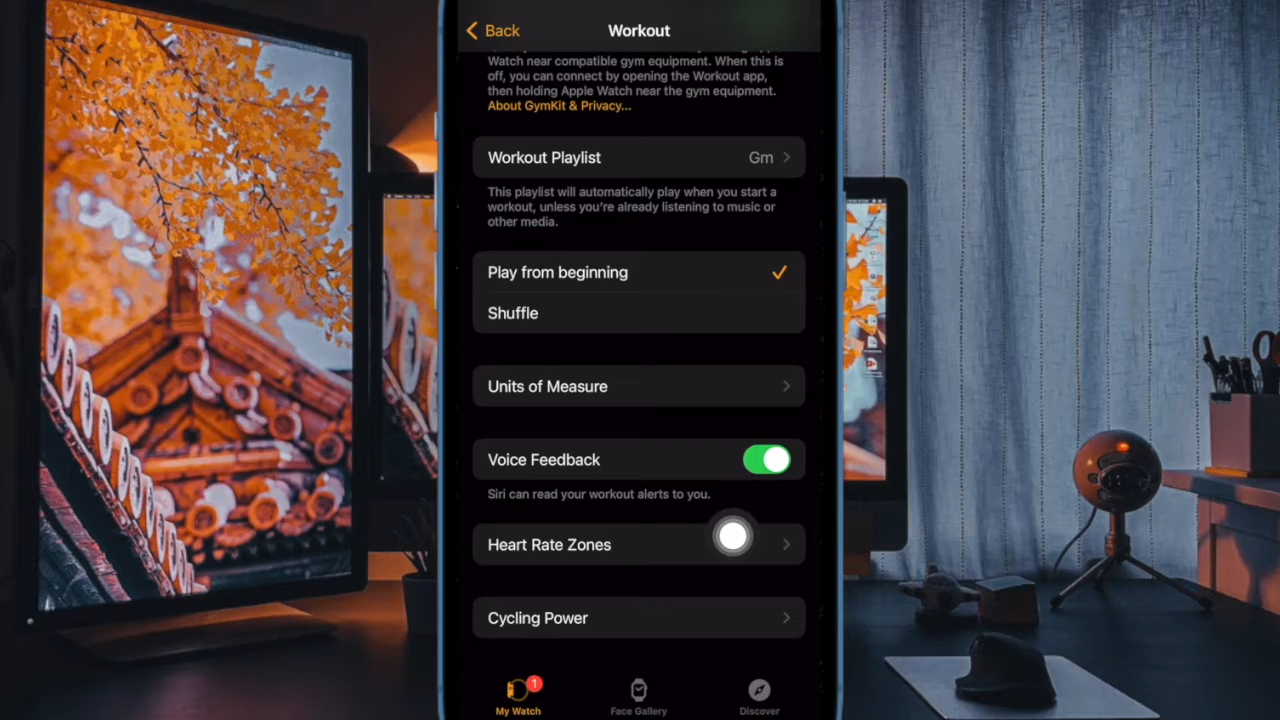 Back
Workout
Watch near compatible gym equipment. When this is
off, you can connect by opening the Workout app,
then holding Apple Watch near the gym equipment.
About GymKit & Privacy...
Workout Playlist
Gm
This playlist will automatically play when you start a
workout, unless you're already listening to music or
other media.
Play from beginning
Shuffle
Units of Measure
Voice Feedback
Siri can read your workout alerts to you.
Heart Rate Zones
Cycling Power
1
My Watch
Face Gallery
Discover